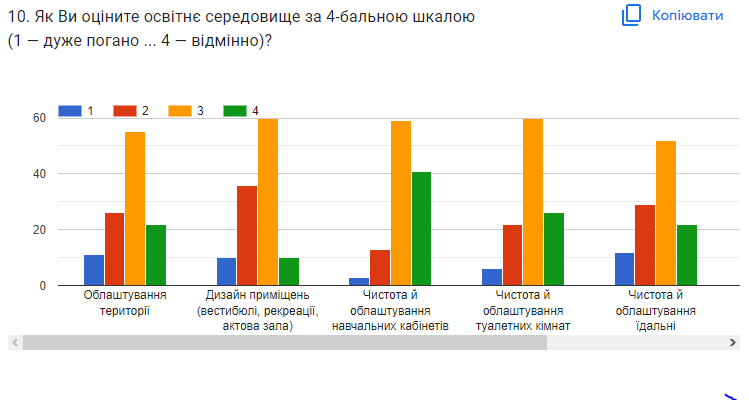 10. Як Ви оціните освітнє середовище за 4-бальною шкалою
(1 — дуже погано ... 4 — відмінно)?
Копіювати
1 2 3 4
60
40
20
0
Облаштування
території
Дизайн приміщень
(вестибюлі, рекреації,
актова зала)
Чистота й
облаштування
навчальних кабінетів
Чистота й
облаштування
туалетних кімнат
Чистота й
облаштування
їдальні